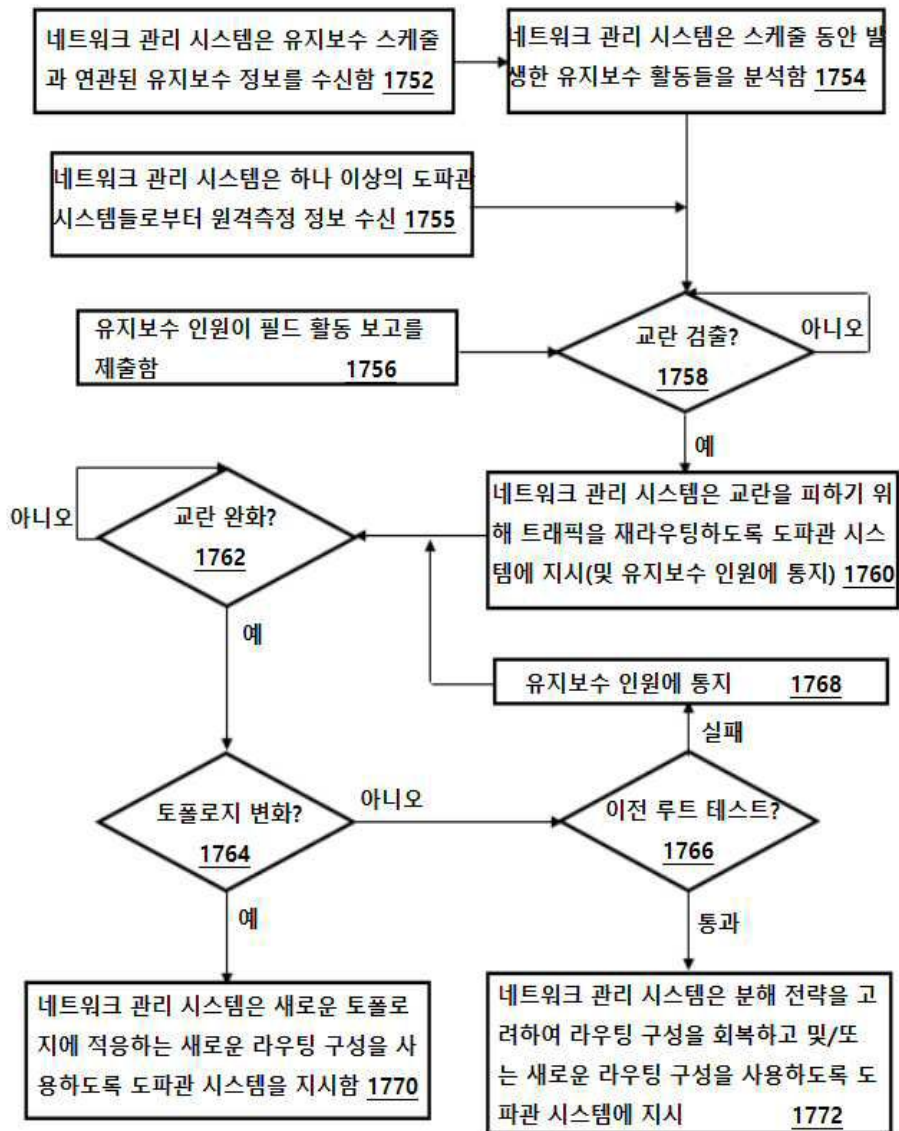 네트워크 관리 시스템은 유지보수 스케줄
과 연관된 유지보수 정보를 수신함 1752
네트워크 관리 시스템은 스케줄 동안 발
생한 유지보수 활동들을 분석함 1754
네트워크 관리 시스템은 하나 이상의 도파관
시스템들로부터 원격측정 정보 수신 1755
유지보수 인원이 필드 활동 보고를
제출함 1756
교란 검출?
1758
아니오
예
네트워크 관리 시스템은 교란을 피하기 위
해 트래픽을 재라우팅하도록 도파관 시스
템에 지시(및 유지보수 인원에 통지) 1760
교란 완화?
1762
아니오
예
유지보수 인원에 통지 1768
실패
토폴로지 변화?
1764
아니오
이전 루트 테스트?
1766
예
통과
네트워크 관리 시스템은 새로운 토폴로
지에 적응하는 새로운 라우팅 구성을 사
용하도록 도파관 시스템을 지시함 1770
네트워크 관리 시스템은 분해 전략을 고
려하여 라우팅 구성을 회복하고 및/또
는 새로운 라우팅 구성을 사용하도록 도
파관 시스템에 지시 1772